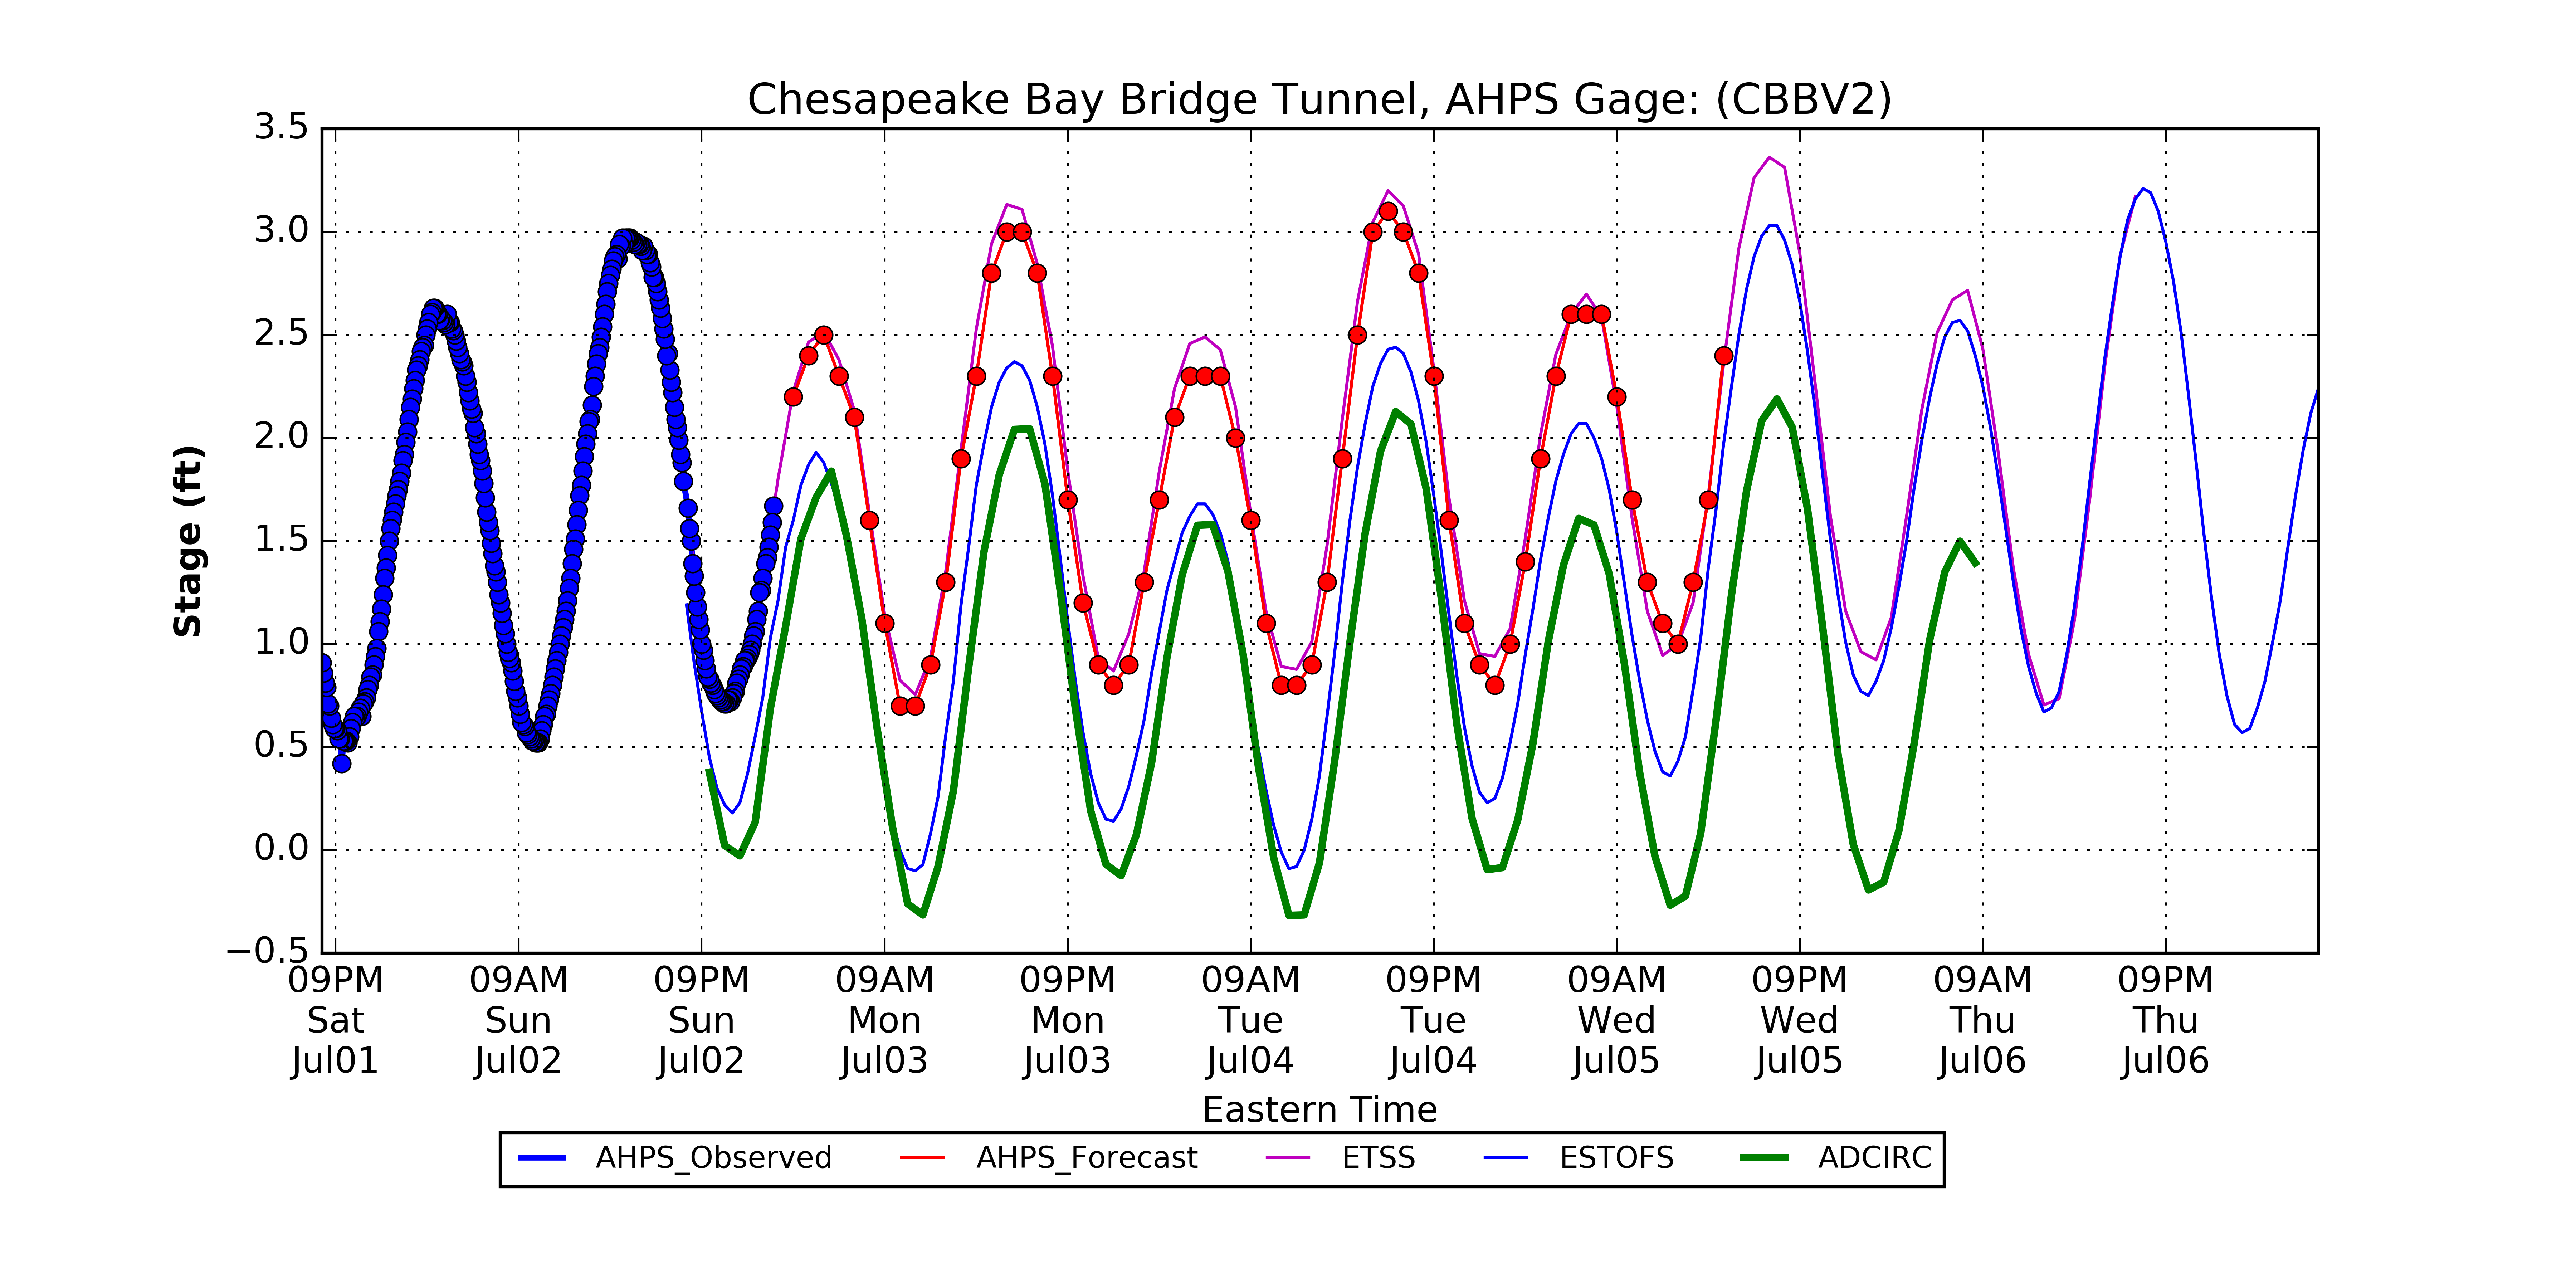 Chesapeake Bay Bridge Tunnel, AHPS Gage: (CBBV2)
3.5
3.0
2.5
2.0
1.5
1.0
0.5
0.0
−0.5
Stage (ft)
09PM 09AM 09PM 09AM 09PM 09AM 09PM 09AM 09PM 09AM 09PM
Sat Sun Sun Mon Mon Tue Tue Wed Wed Thu Thu
Jul01 Jul02 Jul02 Jul03 Jul03 Jul04 Jul04 Jul05 Jul05 Jul06 Jul06
Eastern Time
AHPS_Observed AHPS_Forecast ETSS ESTOFS ADCIRC